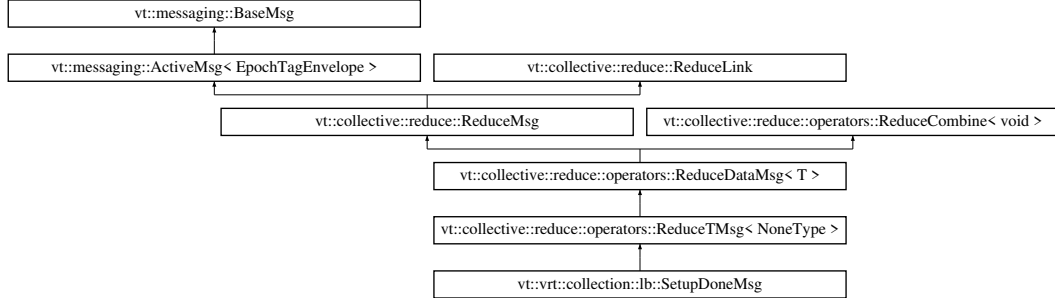 vt::messaging::BaseMsg
vt::messaging::ActiveMsg< EpochTagEnvelope >
vt::collective::reduce::ReduceLink
vt::collective::reduce::ReduceMsg
vt::collective::reduce::operators::ReduceCombine< void >
vt::collective::reduce::operators::ReduceDataMsg< T >
vt::collective::reduce::operators::ReduceTMsg< NoneType >
vt::vrt::collection::lb::SetupDoneMsg